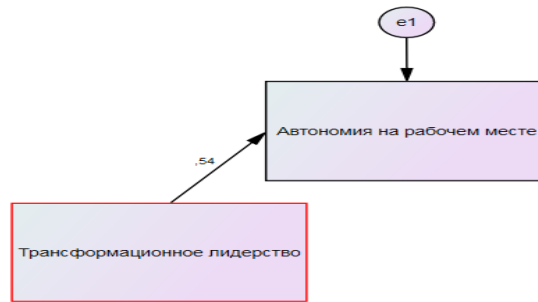 e1
Автономия на рабочем месте
,54
Трансформационное лидерство